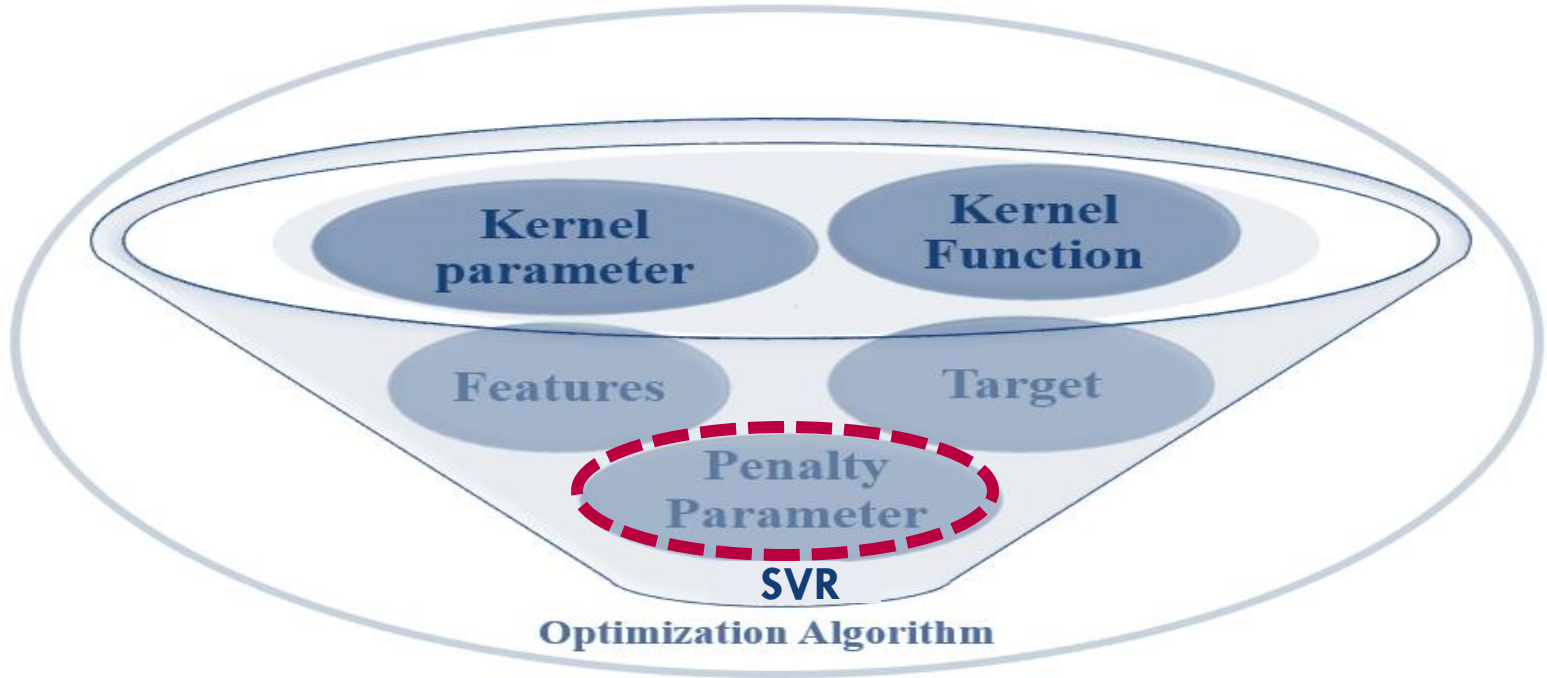 Kernel
parameter
Kernel
Function
Features
Target
Penalty
Parameter
SVR
Optimization Algorithm